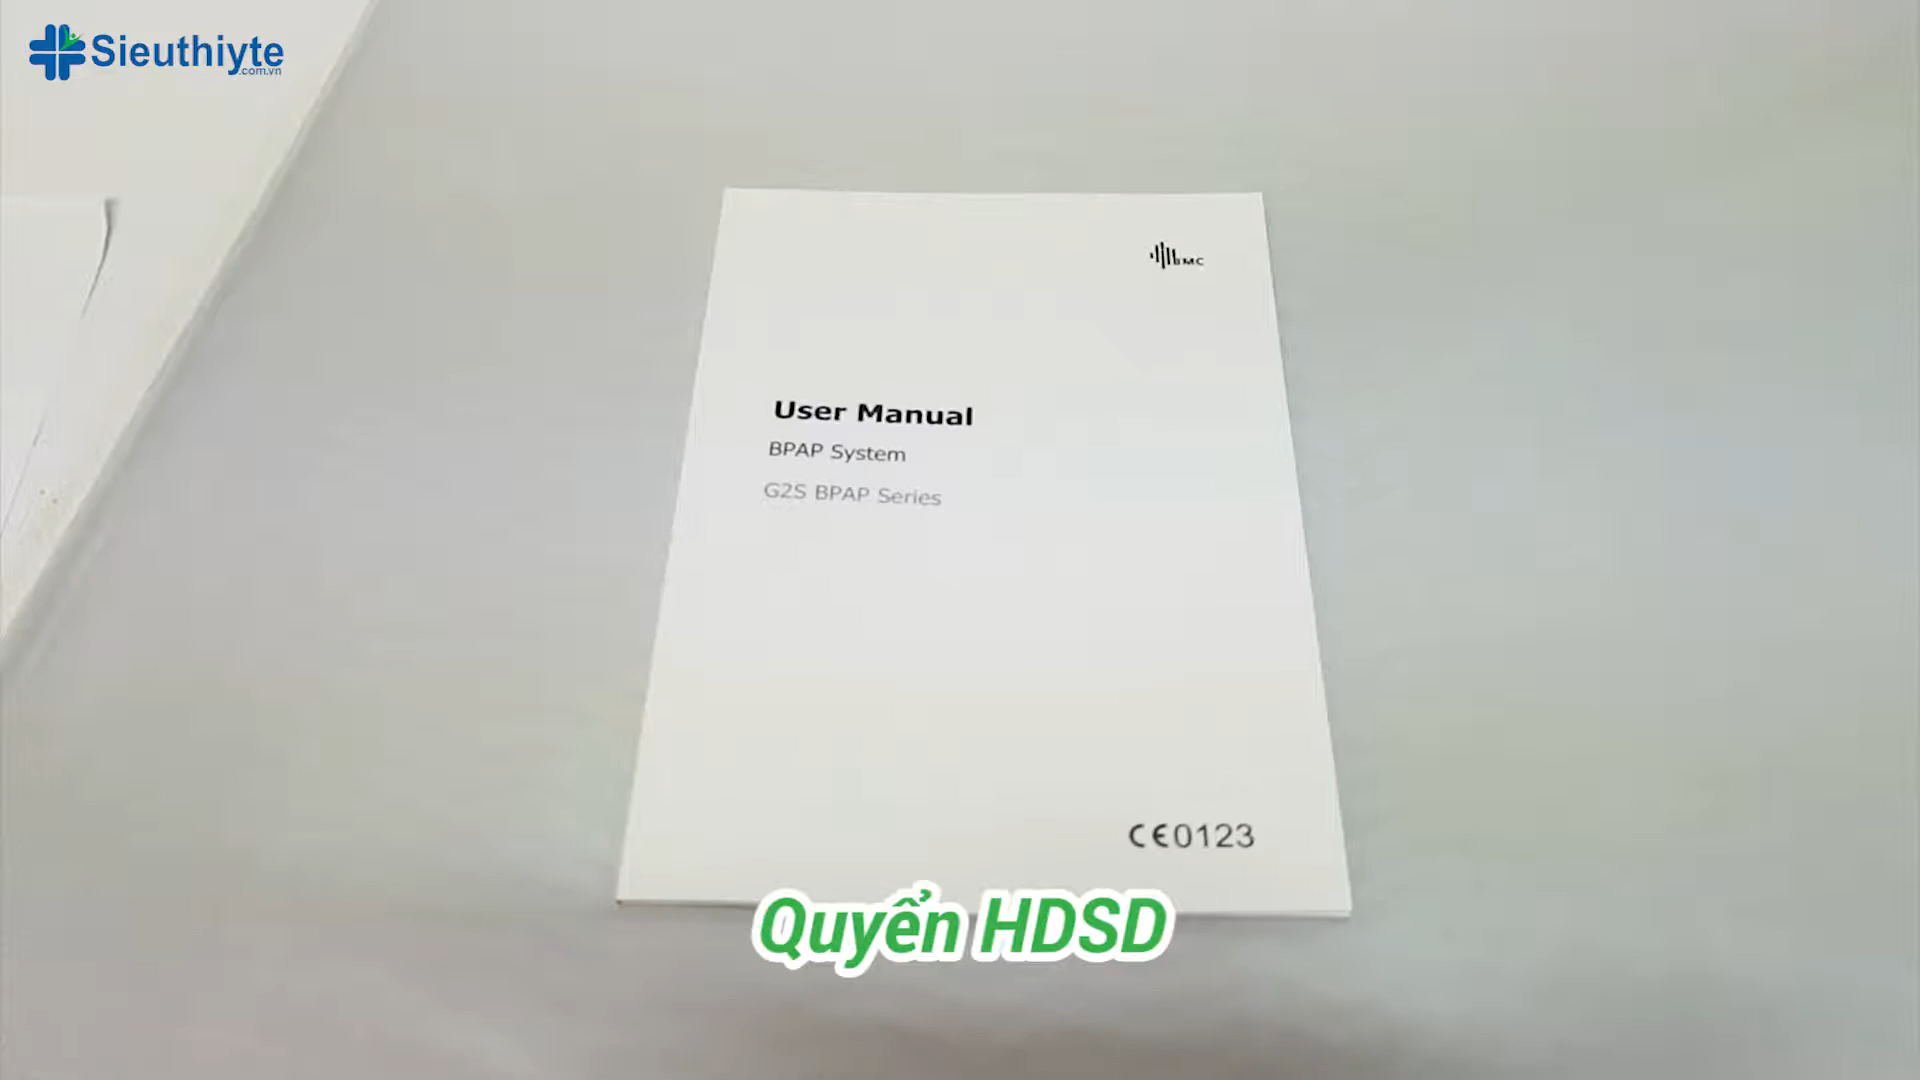 Sieuthiyte
.com.vn
BMC
User Manual
BPAP System
G2S BPAP Series
CE0123
Quyển HDSD